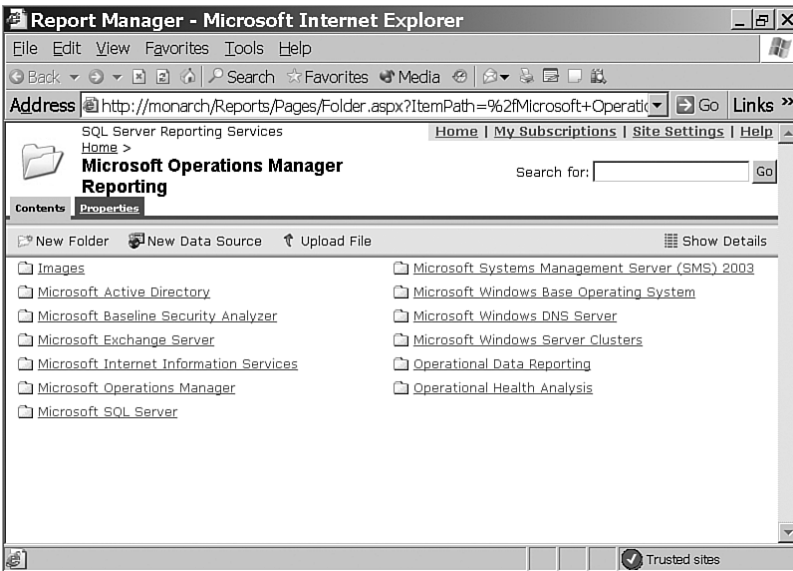 Report Manager - Microsoft Internet Explorer
File Edit View Favorites Tools Help
Back Search Favorites Media
Address http://monarch/Reports/Pages/Folder.aspx?ItemPath=%2fMicrosoft+Operatic Go Links »
SQL Server Reporting Services
Home | My Subscriptions | Site Settings | Help
Home >
Microsoft Operations Manager
Reporting
Search for: Go
Contents Properties
New Folder New Data Source Upload File Show Details
Images
Microsoft Active Directory
Microsoft Baseline Security Analyzer
Microsoft Exchange Server
Microsoft Internet Information Services
Microsoft Operations Manager
Microsoft SQL Server
Microsoft Systems Management Server (SMS) 2003
Microsoft Windows Base Operating System
Microsoft Windows DNS Server
Microsoft Windows Server Clusters
Operational Data Reporting
Operational Health Analysis
Trusted sites